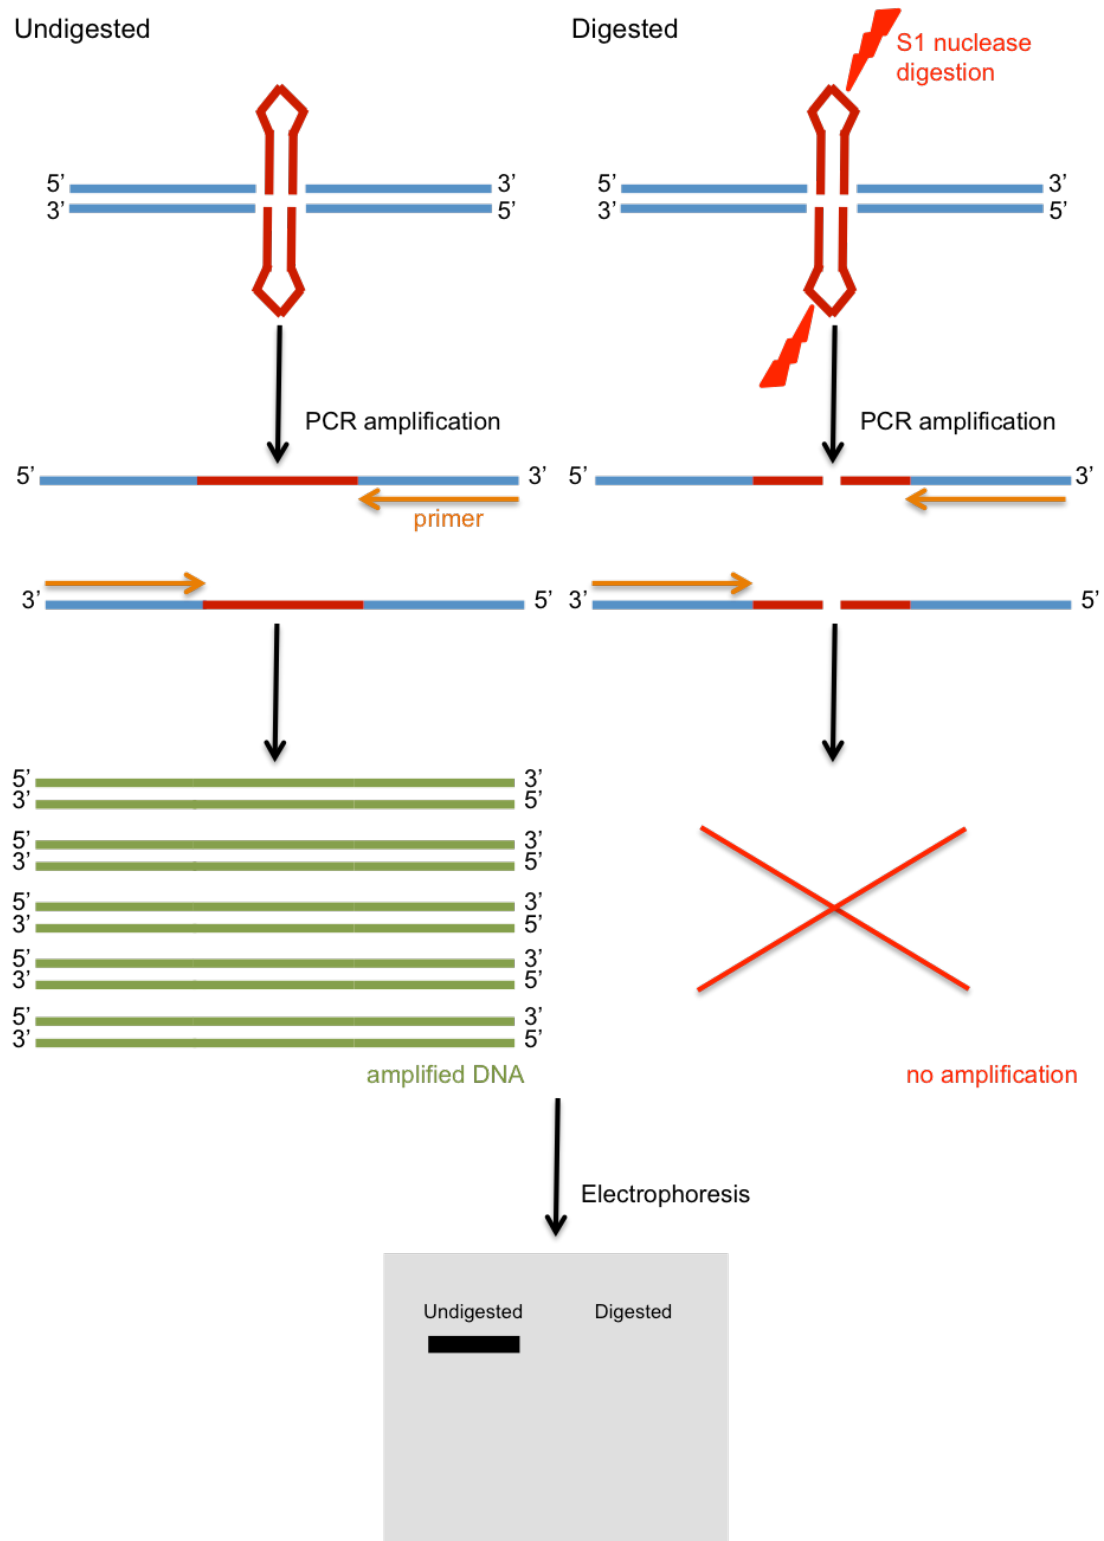 Undigested
Digested
S1 nuclease
digestion
5’ 3’
3’ 5’
5’ 3’
3’ 5’
PCR amplification
PCR amplification
5’ 3’
primer
5’ 3’
3’ 5’
3’ 5’
5’ 3’
3’ 5’
5’ 3’
3’ 5’
5’ 3’
3’ 5’
5’ 3’
3’ 5’
5’ 3’
3’ 5’
amplified DNA
no amplification
Electrophoresis
Undigested
Digested